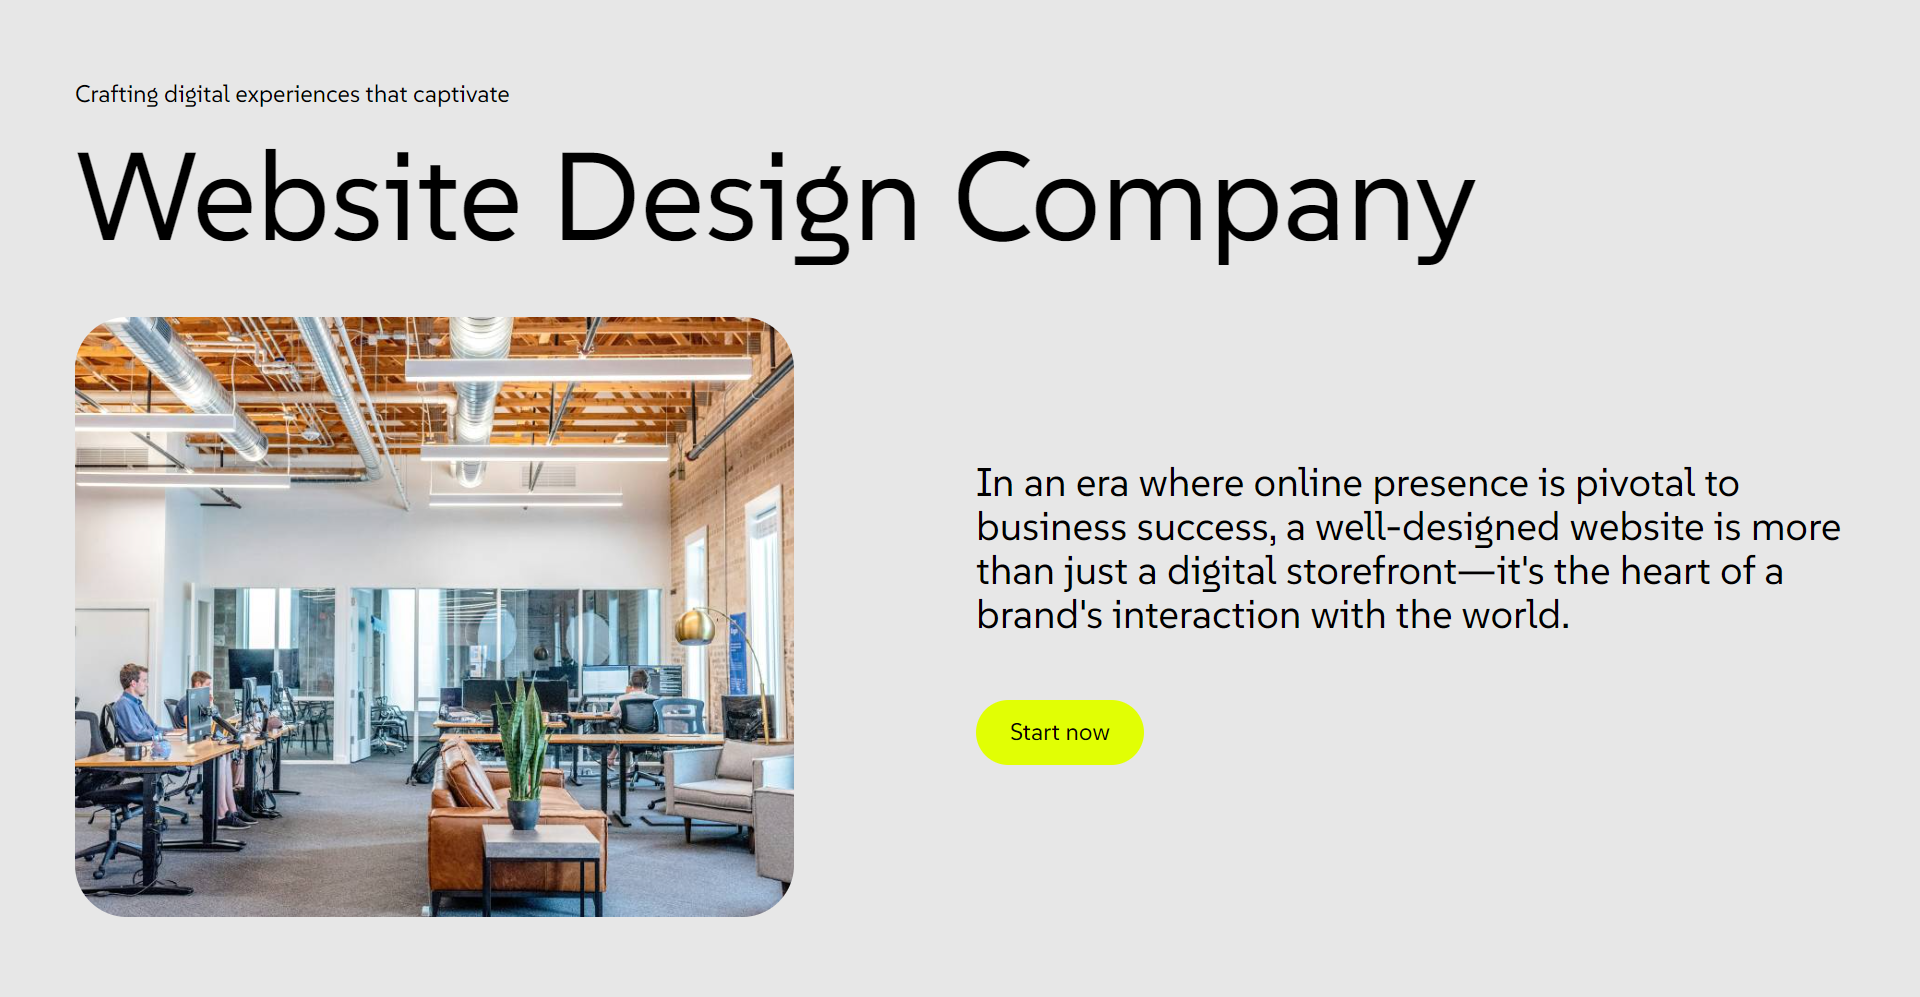 Crafting digital experiences that captivate
Website Design Company
In an era where online presence is pivotal to
business success, a well-designed website is more
than just a digital storefront—it's the heart of a
brand's interaction with the world.
Start now